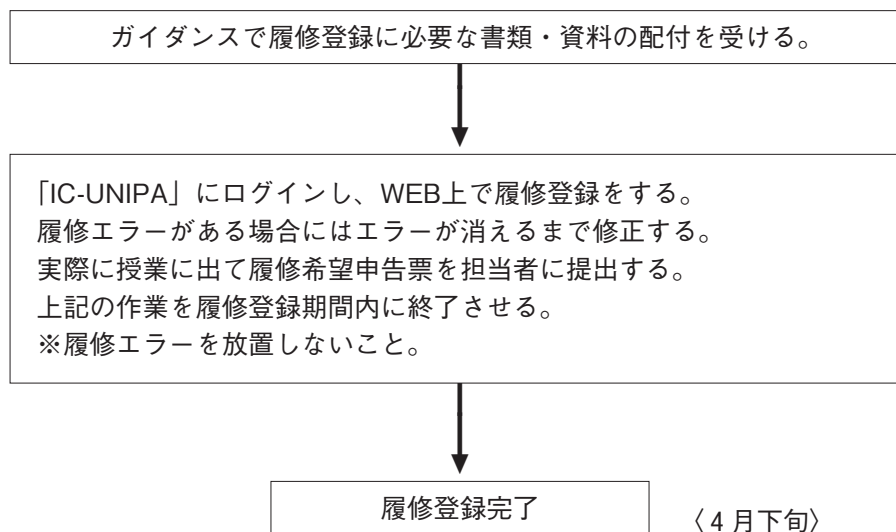 ガイダンスで履修登録に必要な書類・資料の配付を受ける。
「IC-UNIPA」にログインし、WEB上で履修登録をする。
履修エラーがある場合にはエラーが消えるまで修正する。
実際に授業に出て履修希望申告票を担当者に提出する。
上記の作業を履修登録期間内に終了させる。
※履修エラーを放置しないこと。
履修登録完了
〈4月下旬〉